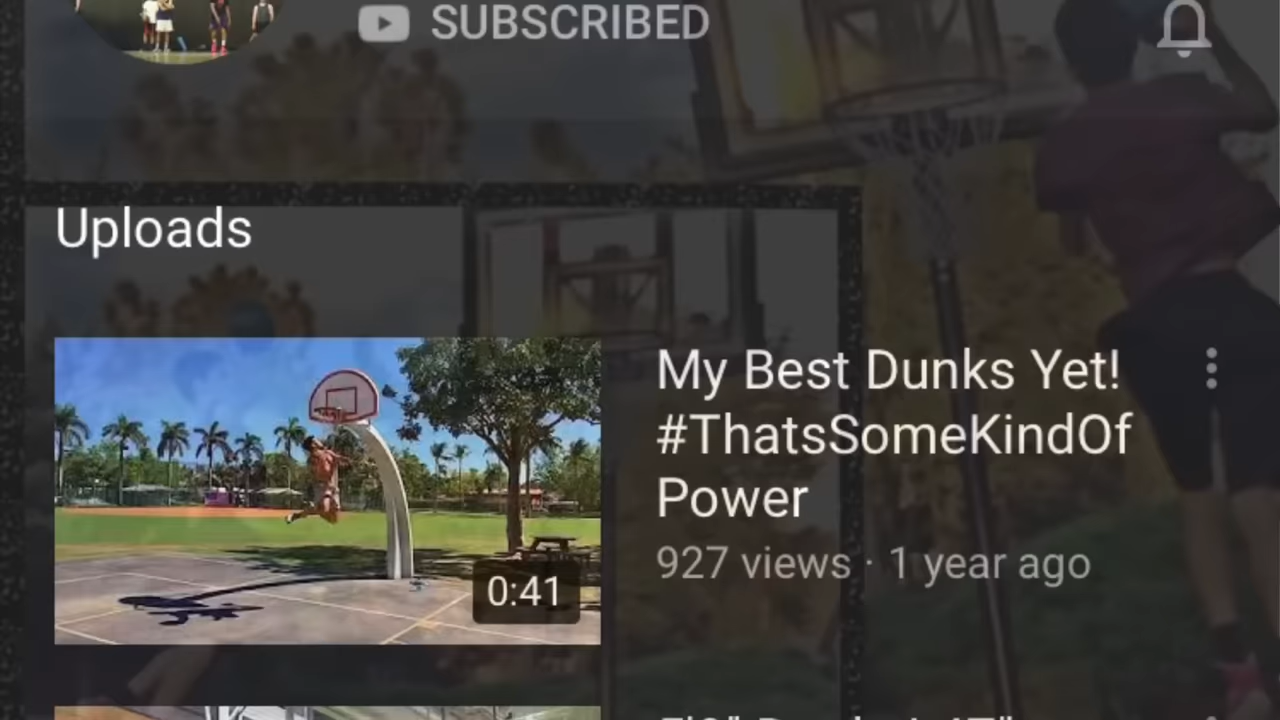 SUBSCRIBED
Uploads
My Best Dunks Yet!
#ThatsSomeKindOf
Power
927 views · 1 year ago
0:41